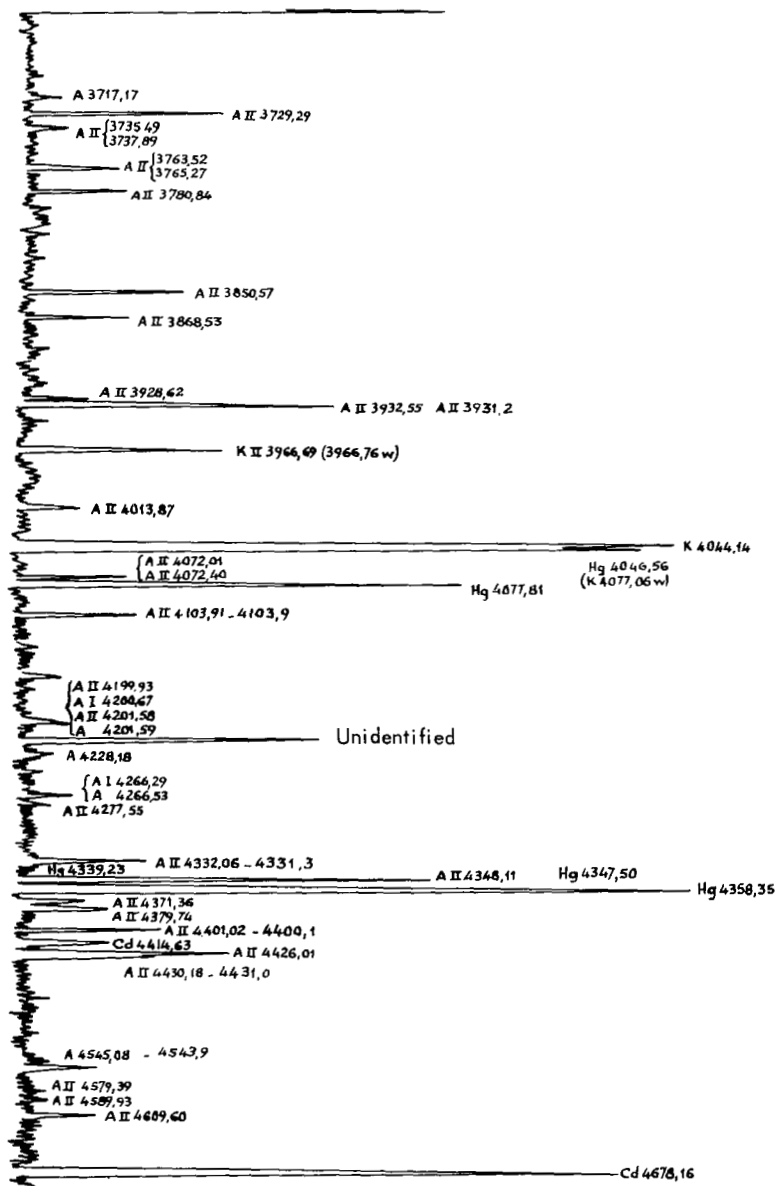 A 3717,17
A II 3729,29
A II { 3735 49
3737,89
A II { 3763,52
3765,27
A II 3780,84
A II 3850,57
A II 3868,53
A II 3928,62
A II 3932,55 A II 3931,2
K II 3966,69 (3966,76 w)
A II 4013,87
K 4044,14
Hg 4046,56
(K 4077,06 w)
A II 4072,01
A II 4072,40
Hg 4077,81
A II 4103,91 - 4103,9
A II 4199,93
A I 4200,67
A II 4201,58
A 4201,59
Unidentified
A 4228,18
A I 4266,29
A 4266,53
A II 4277,55
A II 4332,06 - 4331,3
Hg 4339,23
A II 4348,11 Hg 4347,50
Hg 4358,35
A II 4371,36
A II 4379,74
A II 4401,02 - 4400,1
Cd 4414,63
A II 4426,01
A II 4430,18 - 4431,0
A 4545,08 - 4543,9
A II 4579,39
A II 4589,93
A II 4609,60
Cd 4678,16